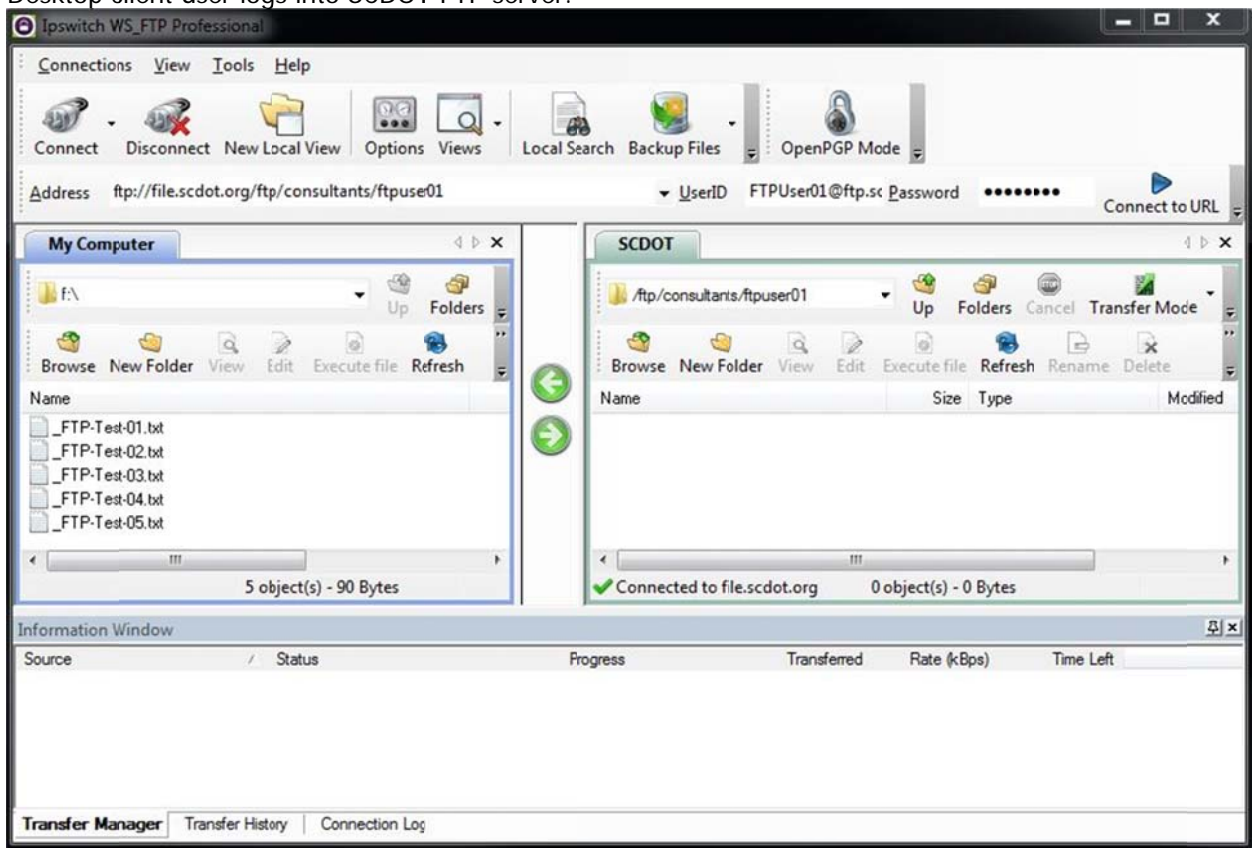 Desktop client user logs into SCDOT FTP server.
Ipswitch WS_FTP Professional
Connections View Tools Help
Connect Disconnect New Local View Options Views Local Search Backup Files OpenPGP Mode
Address ftp://file.scdot.org/ftp/consultants/ftpuser01 UserID FTPUser01@ftp.sc Password •••••••• Connect to URL
My Computer
SCDOT
f:\ Up Folders
/ftp/consultants/ftpuser01 Up Folders Cancel Transfer Mode
Browse New Folder View Edit Execute file Refresh
Browse New Folder View Edit Execute file Refresh Rename Delete
Name
Name Size Type Modified
_FTP-Test-01.txt
_FTP-Test-02.txt
_FTP-Test-03.txt
_FTP-Test-04.txt
_FTP-Test-05.txt
5 object(s) - 90 Bytes
Connected to file.scdot.org 0 object(s) - 0 Bytes
Information Window
Source Status Progress Transferred Rate (kBps) Time Left
Transfer Manager Transfer History Connection Log